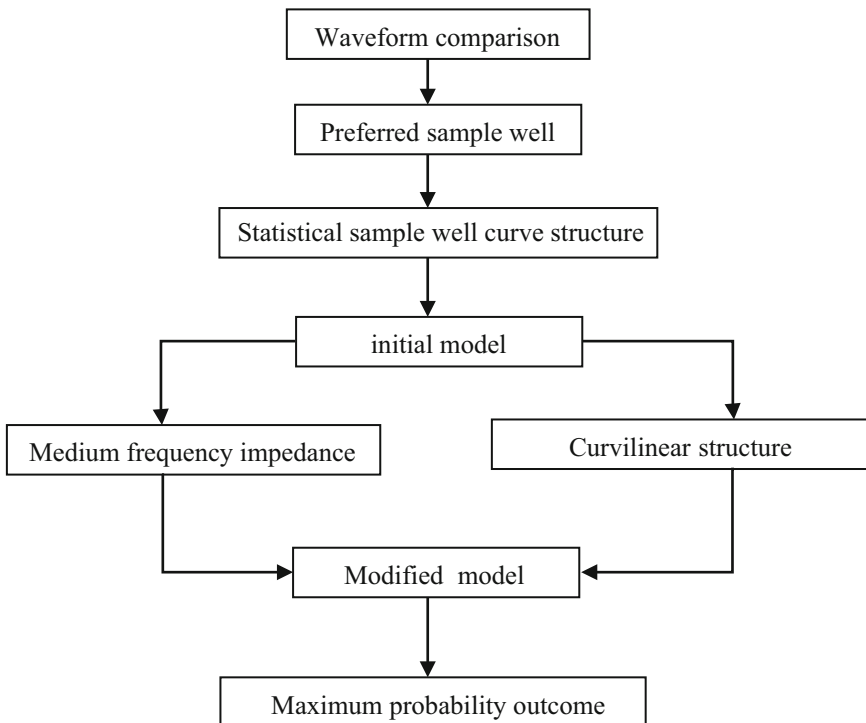 Waveform comparison
Preferred sample well
Statistical sample well curve structure
initial model
Medium frequency impedance
Curvilinear structure
Modified model
Maximum probability outcome